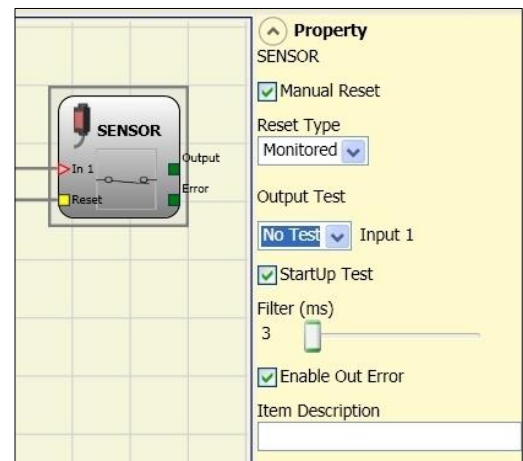 SENSOR
In 1
Output
Reset
Error
Property
SENSOR
Manual Reset
Reset Type
Monitored
Output Test
No Test Input 1
StartUp Test
Filter (ms)
3
Enable Out Error
Item Description